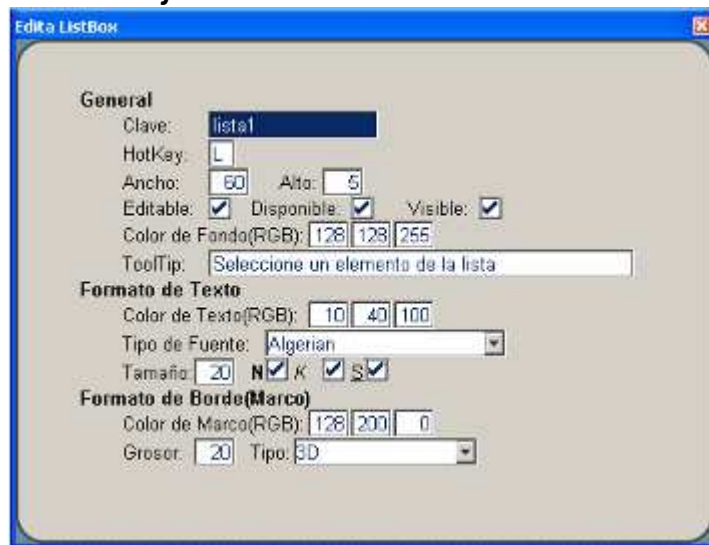 Edita ListBox
General
Clave: lista1
HotKey: L
Ancho: 60 Alto: 5
Editable: Disponible: Visible:
Color de Fondo(RGB): 128 128 255
ToolTip: Seleccione un elemento de la lista
Formato de Texto
Color de Texto(RGB): 10 40 100
Tipo de Fuente: Algerian
Tamaño: 20 N K S
Formato de Borde(Marco)
Color de Marco(RGB): 128 200 0
Grosor: 20 Tipo: 3D